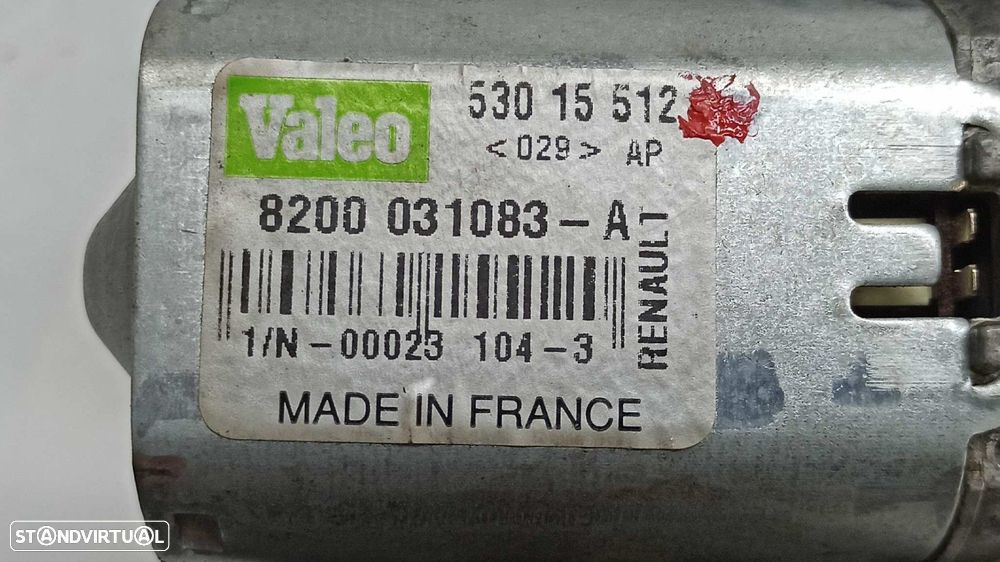 Valeo
530 15 512
<029> AP
8200 031083-A
RENAULT
1/N-00023 104-3
MADE IN FRANCE
STANDVIRTUAL